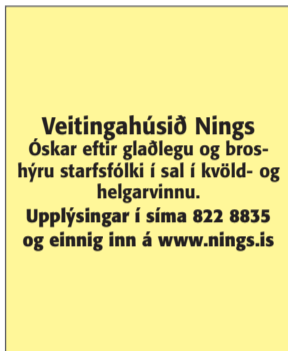 Veitingahúsið Nings
Óskar eftir glaðlegu og bros-
hýru starfsfólki í sal í kvöld- og
helgarvinnu.
Upplýsingar í síma 822 8835
og einnig inn á www.nings.is